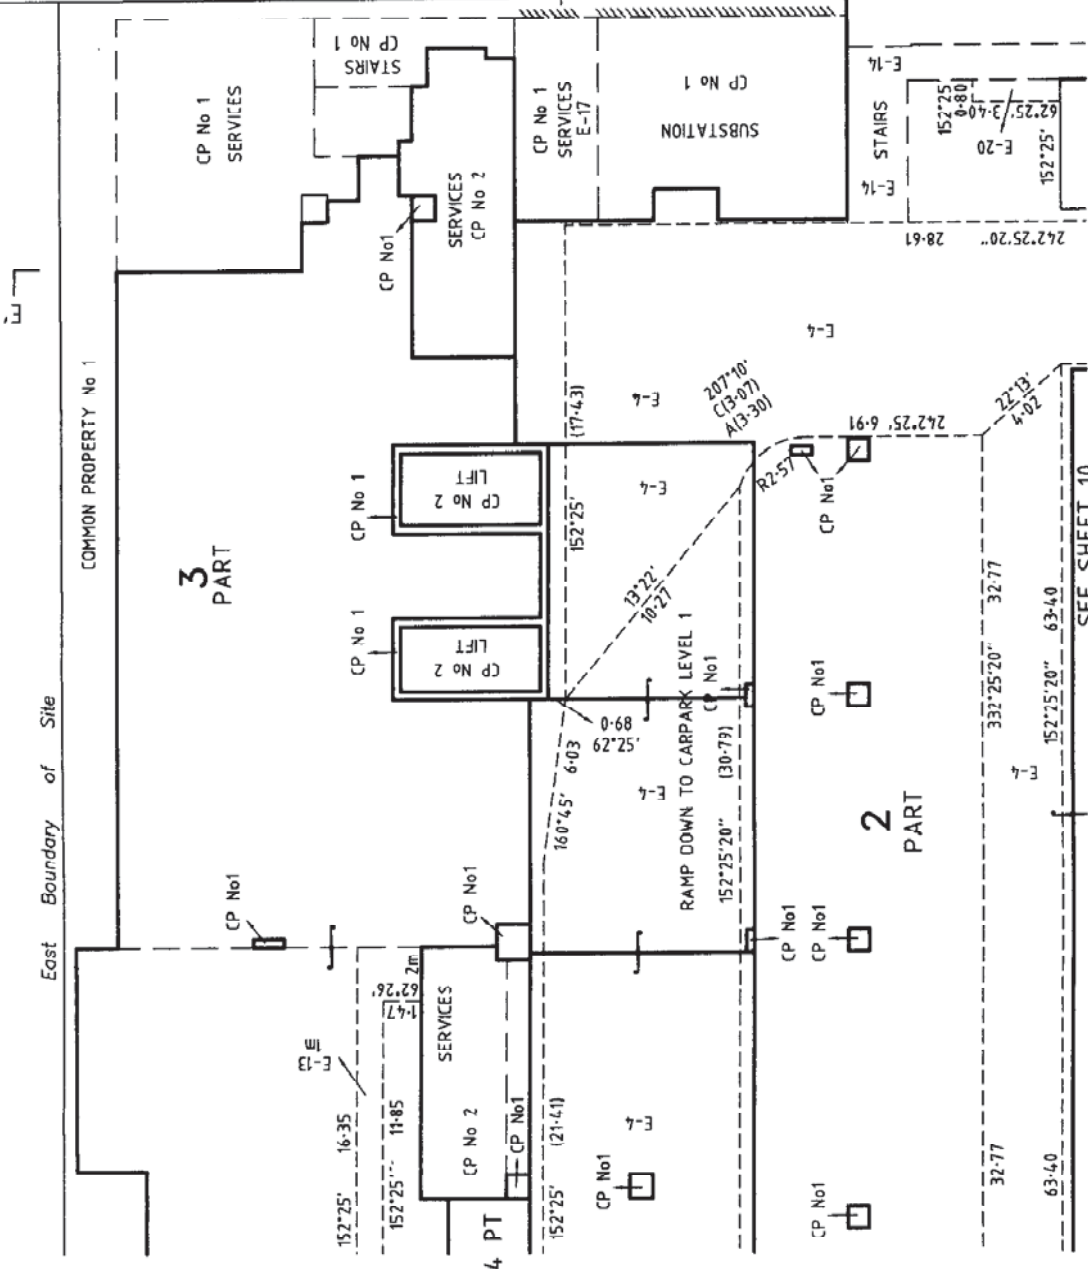 E'
COMMON PROPERTY No 1
East Boundary of Site
CP No 1
SERVICES
STAIRS
CP No 1
CP No 1
SERVICES
E-17
SUBSTATION
CP No 1
E-14
STAIRS
E-14
152°25'
0·80
62°25' 3·40
E-20
152°25'
28·61
242°25'20"
CP No1
SERVICES
CP No 2
E-4
3
PART
CP No 1
LIFT
CP No 2
CP No 1
LIFT
CP No 2
(17·43)
152°25'
E-4
E-4
207°10'
C(3·07)
A(3·30)
R2·57
CP No1
242°25' 6·91
22°13'
4·02
13°22'
10·27
0·68
62°25'
6·03
160°45'
E-4
RAMP DOWN TO CARPARK LEVEL 1
CP No1
(30·79)
152°25'20"
CP No1
32·77
332°25'20"
63·40
152°25'20"
SEE SHEET 10
E-4
2
PART
CP No1
CP No1
CP No1
CP No1
E-13
1m
2m
62°26'
1·47
SERVICES
CP No 2
CP No1
16·35
152°25'
11·85
152°25'
4 PT
(21·41)
152°25'
E-4
CP No1
CP No1
32·77
63·40